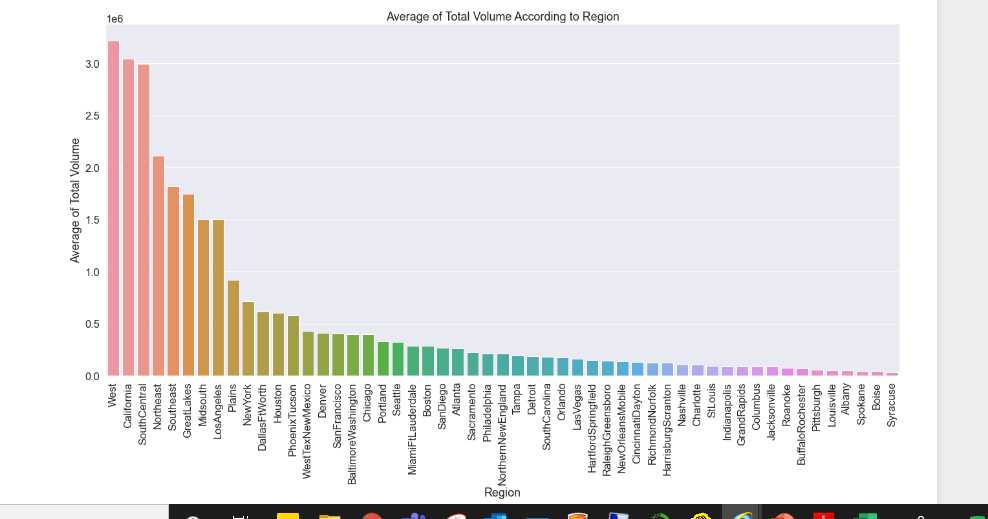 Average of Total Volume According to Region
1e6
3.0
2.5
2.0
1.5
1.0
0.5
0.0
Average of Total Volume
West
California
SouthCentral
Northeast
Southeast
GreatLakes
Midsouth
LosAngeles
Plains
NewYork
DallasFtWorth
Houston
PhoenixTucson
WestTexNewMexico
Denver
SanFrancisco
BaltimoreWashington
Chicago
Portland
Seattle
MiamiFtLauderdale
Boston
SanDiego
Atlanta
Sacramento
Philadelphia
NorthernNewEngland
Tampa
Detroit
SouthCarolina
Orlando
LasVegas
HartfordSpringfield
RaleighGreensboro
NewOrleansMobile
CincinnatiDayton
RichmondNorfolk
HarrisburgScranton
Nashville
Charlotte
StLouis
Indianapolis
GrandRapids
Columbus
Jacksonville
Roanoke
BuffaloRochester
Pittsburgh
Louisville
Albany
Spokane
Boise
Syracuse
Region